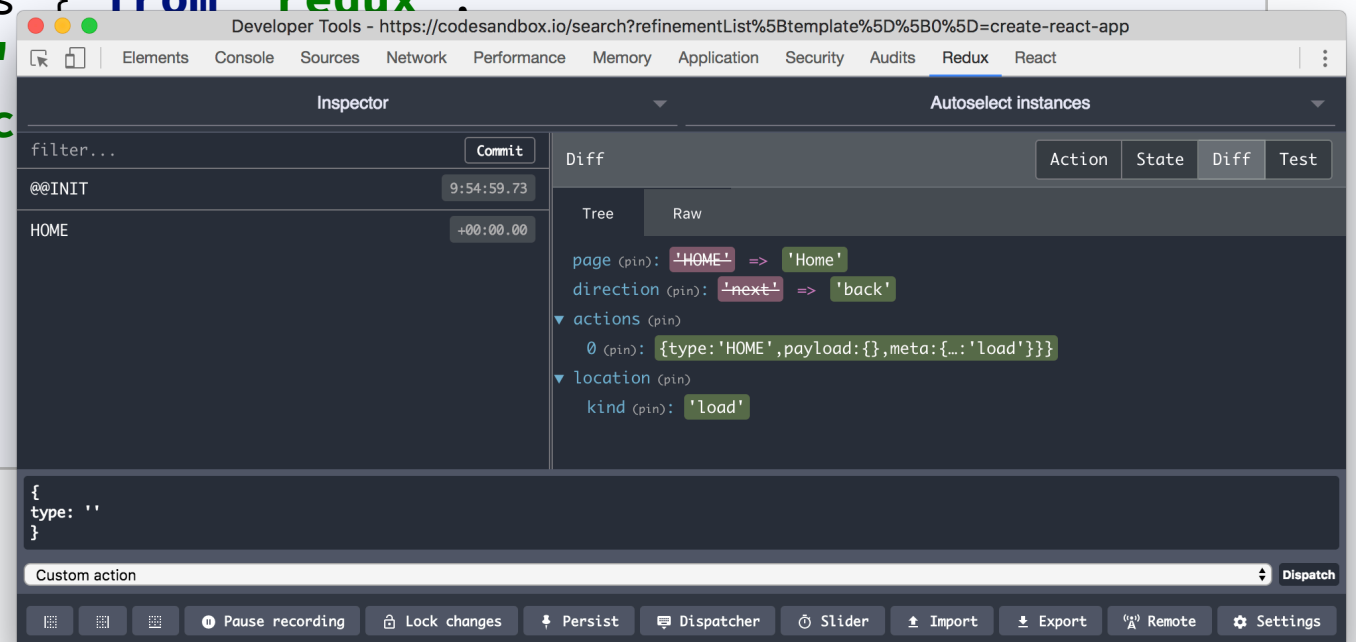 s { from 'redux'.
Developer Tools - https://codesandbox.io/search?refinementList%5Btemplate%5D%5B0%5D=create-react-app
Elements Console Sources Network Performance Memory Application Security Audits Redux React
Inspector Autoselect instances
filter... Commit
@@INIT 9:54:59.73
HOME +00:00.00
Diff Action State Diff Test
Tree Raw
page (pin): 'HOME' => 'Home'
direction (pin): 'next' => 'back'
▼ actions (pin)
0 (pin): {type:'HOME',payload:{},meta:{…:'load'}}}
▼ location (pin)
kind (pin): 'load'
{
type: ''
}
Custom action Dispatch
Pause recording Lock changes Persist Dispatcher Slider Import Export Remote Settings